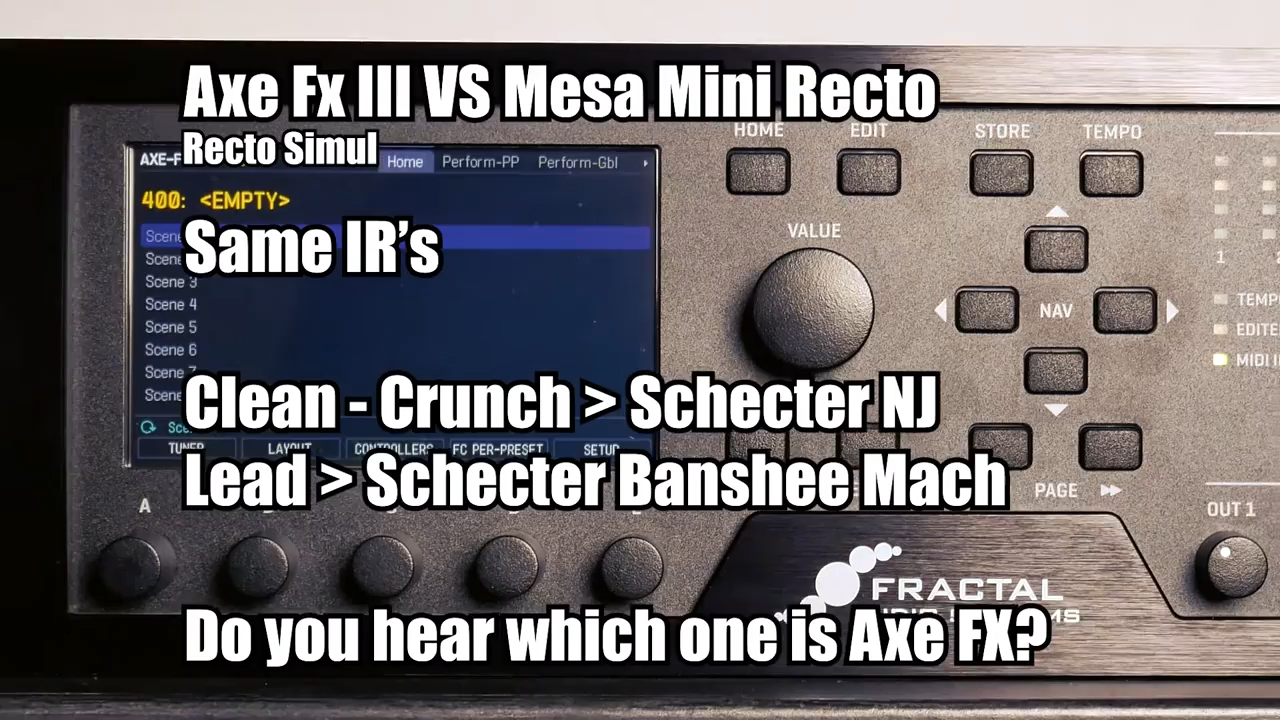 Axe Fx III VS Mesa Mini Recto
Recto Simul
HOME EDIT STORE TEMPO
Home Perform-PP Perform-Gbl
400: <EMPTY>
VALUE
Same IR's
Scene 3
Scene 4
Scene 5
Scene 6
NAV
1
MIDI
Clean - Crunch > Schecter NJ
TUNER LAYOUT CONTROLLERS FC PER-PRESET SETUP
Lead > Schecter Banshee Mach
PAGE
A
OUT 1
FRACTAL
Do you hear which one is Axe FX?